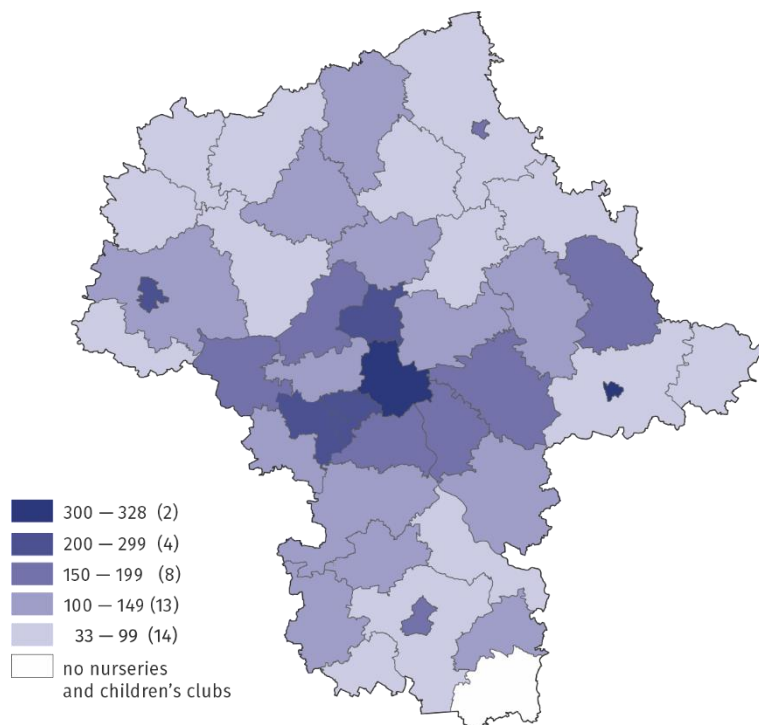 300 — 328 (2)
200 — 299 (4)
150 — 199 (8)
100 — 149 (13)
33 — 99 (14)
no nurseries
and children's clubs